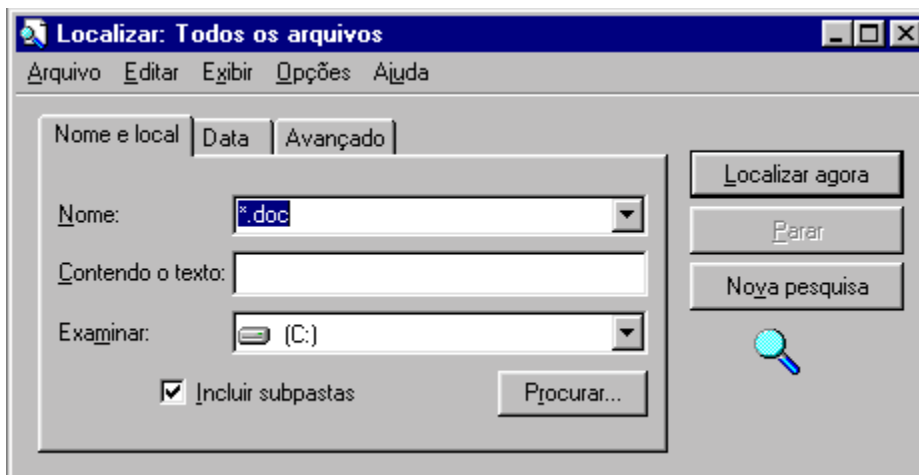 Localizar: Todos os arquivos
Arquivo Editar Exibir Opções Ajuda
Nome e local Data Avançado
Localizar agora
Nome: *.doc
Parar
Contendo o texto:
Nova pesquisa
Examinar: (C:)
Incluir subpastas Procurar...